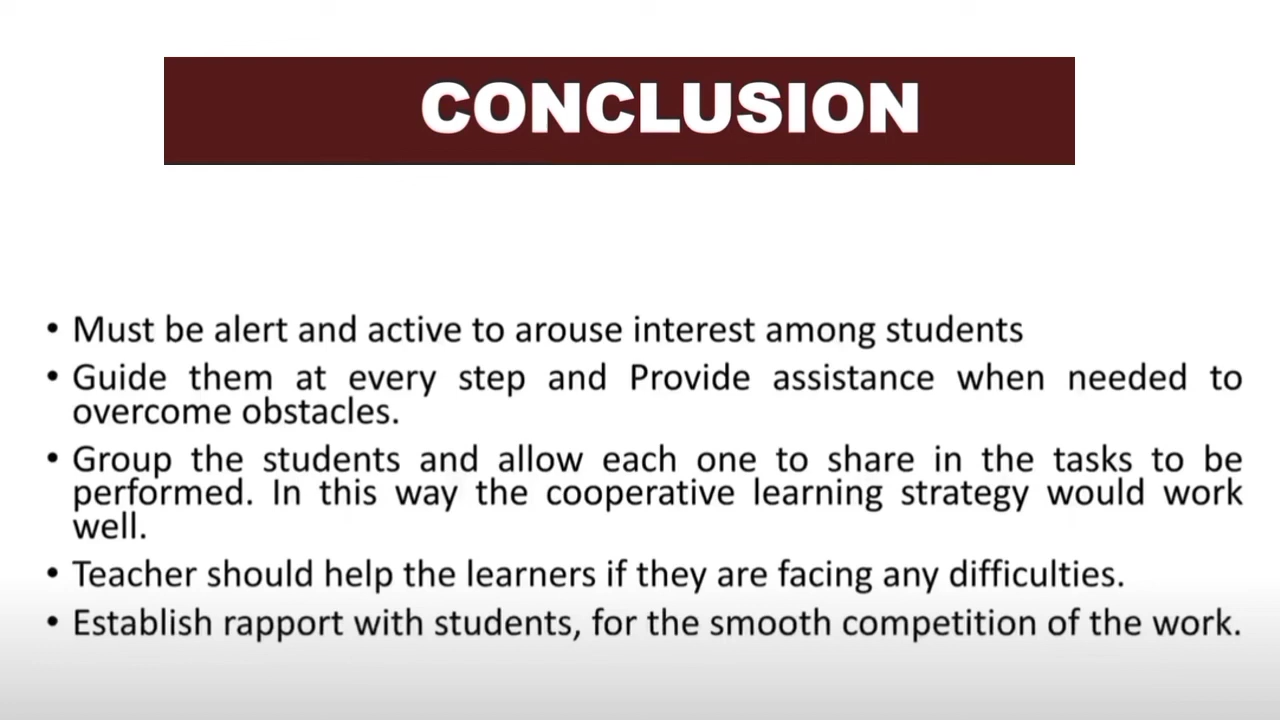 CONCLUSION
• Must be alert and active to arouse interest among students
• Guide them at every step and Provide assistance when needed to
overcome obstacles.
• Group the students and allow each one to share in the tasks to be
performed. In this way the cooperative learning strategy would work
well.
• Teacher should help the learners if they are facing any difficulties.
• Establish rapport with students, for the smooth competition of the work.